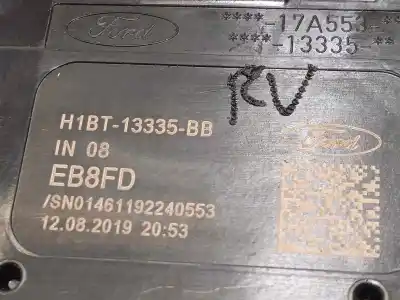 Ford
****-17A553-**
****-13335-**
RV
H1BT-13335-BB
IN 08
Ford
EB8FD
/SN01461192240553
12.08.2019 20:53